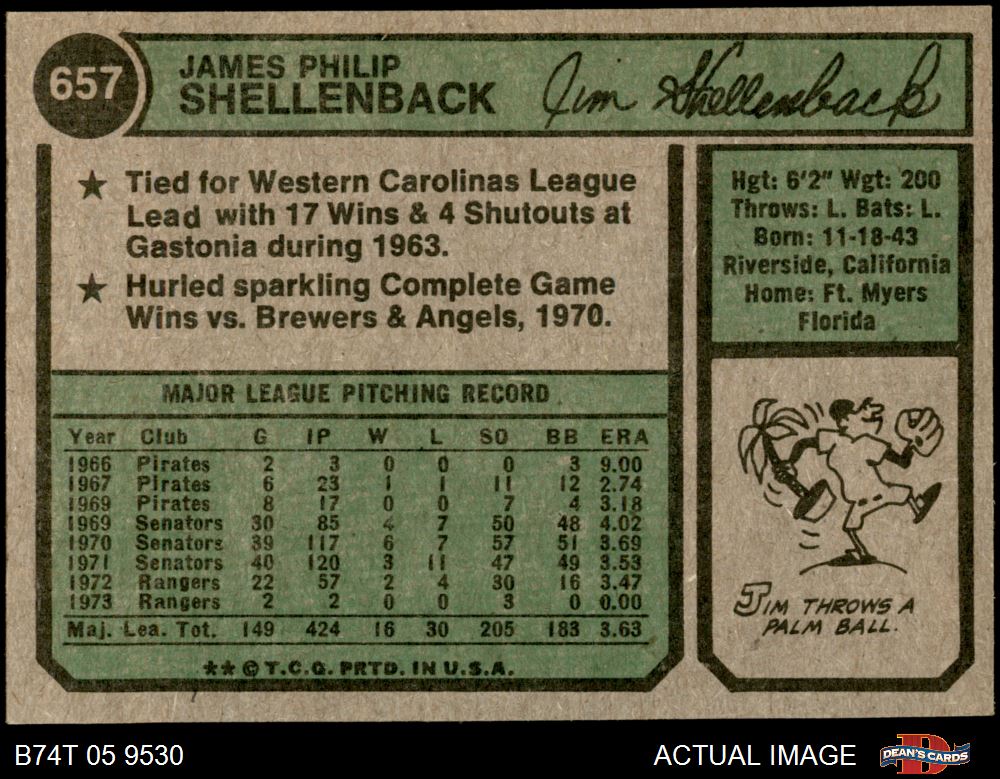 657
JAMES PHILIP
SHELLENBACK
Jim Shellenback
★ Tied for Western Carolinas League
Lead with 17 Wins & 4 Shutouts at
Gastonia during 1963.
★ Hurled sparkling Complete Game
Wins vs. Brewers & Angels, 1970.
Hgt: 6'2" Wgt: 200
Throws: L. Bats: L.
Born: 11-18-43
Riverside, California
Home: Ft. Myers
Florida
MAJOR LEAGUE PITCHING RECORD
Year Club G IP W L SO BB ERA
1966 Pirates 2 3 0 0 0 3 9.00
1967 Pirates 6 23 1 1 11 12 2.74
1969 Pirates 8 17 0 0 7 4 3.18
1969 Senators 30 85 4 7 50 48 4.02
1970 Senators 39 117 6 7 57 51 3.69
1971 Senators 40 120 3 11 47 49 3.53
1972 Rangers 22 57 2 4 30 16 3.47
1973 Rangers 2 2 0 0 3 0 0.00
Maj. Lea. Tot. 149 424 16 30 205 183 3.63
** © T.C.G. PRTD. IN U.S.A.
JIM THROWS A
PALM BALL.
B74T 05 9530
ACTUAL IMAGE
DEAN'S CARDS